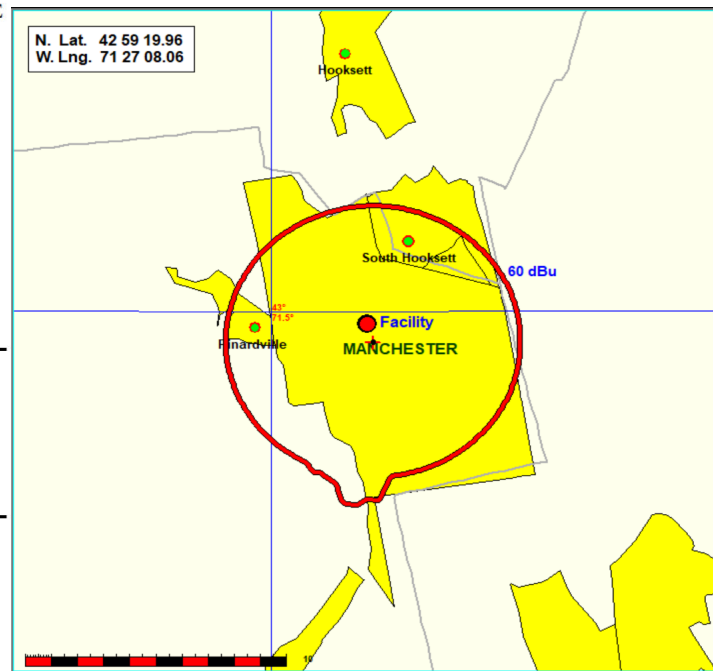 N. Lat. 42 59 19.96
W. Lng. 71 27 08.06
Hooksett
South Hooksett
60 dBu
43°
71.5°
Facility
Pinardville
MANCHESTER
10